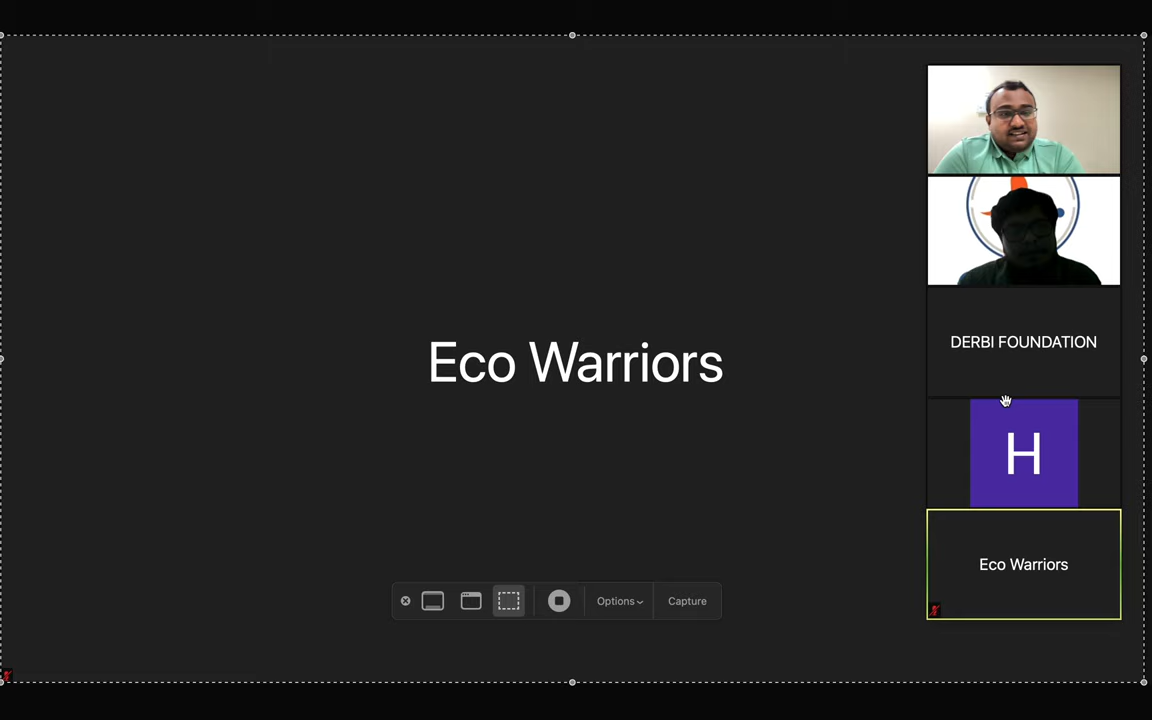 Eco Warriors
DERBI FOUNDATION
H
Eco Warriors
Options
Capture